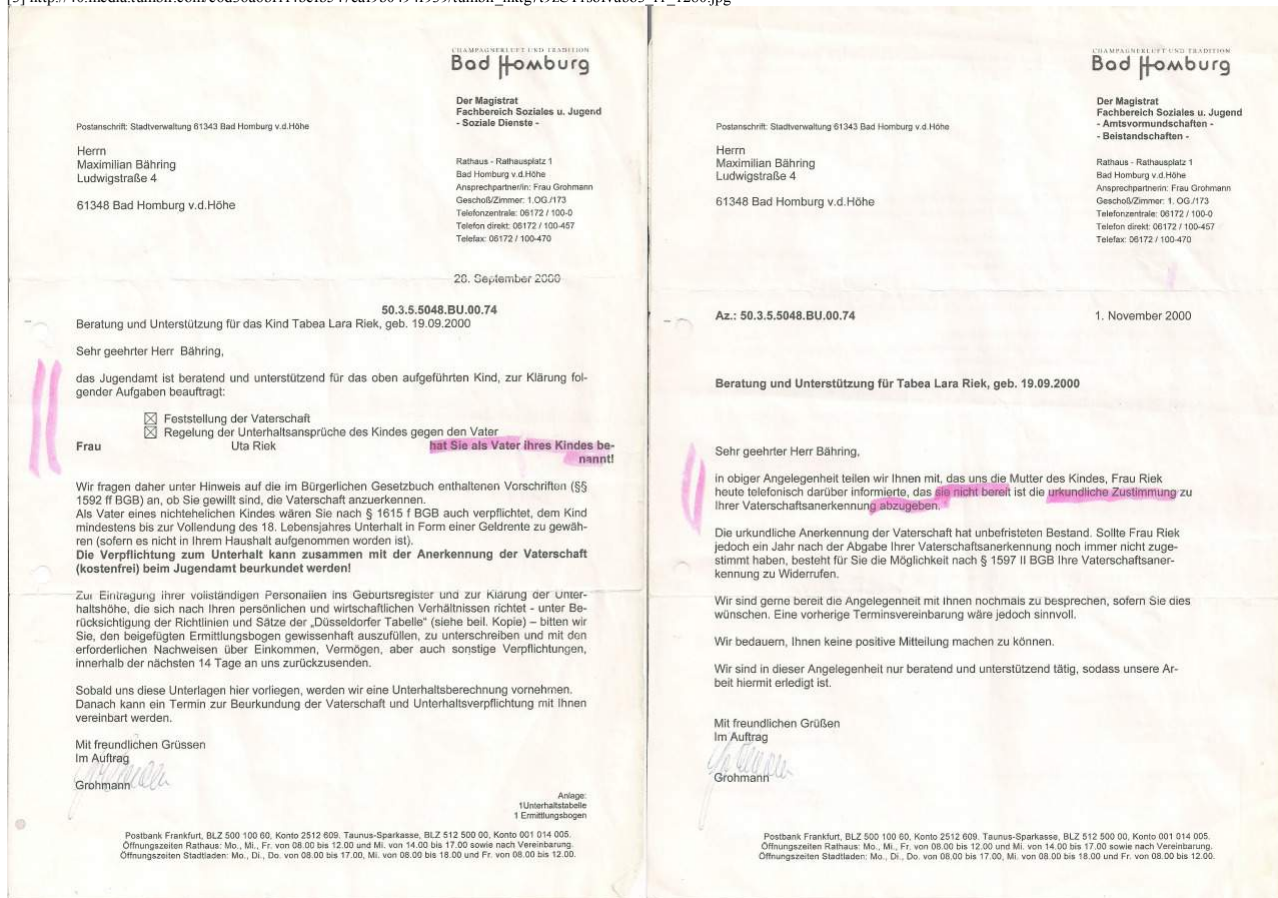 CHAMPAGNERLUFT UND TRADITION
Bad Homburg
Der Magistrat
Fachbereich Soziales u. Jugend
- Soziale Dienste -
Postanschrift: Stadtverwaltung 61343 Bad Homburg v.d.Höhe
Herrn
Maximilian Bähring
Ludwigstraße 4
61348 Bad Homburg v.d.Höhe
Rathaus - Rathausplatz 1
Bad Homburg v.d.Höhe
Ansprechpartner/in: Frau Grohmann
Geschoß/Zimmer: 1.OG./173
Telefonzentrale: 06172 / 100-0
Telefon direkt: 06172 / 100-457
Telefax: 06172 / 100-470
28. September 2000
50.3.5.5048.BU.00.74
Beratung und Unterstützung für das Kind Tabea Lara Riek, geb. 19.09.2000
Sehr geehrter Herr Bähring,
das Jugendamt ist beratend und unterstützend für das oben aufgeführten Kind, zur Klärung fol-
gender Aufgaben beauftragt:
☒ Feststellung der Vaterschaft
☒ Regelung der Unterhaltsansprüche des Kindes gegen den Vater
Frau Uta Riek hat Sie als Vater ihres Kindes be-
nannt!
Wir fragen daher unter Hinweis auf die im Bürgerlichen Gesetzbuch enthaltenen Vorschriften (§§
1592 ff BGB) an, ob Sie gewillt sind, die Vaterschaft anzuerkennen.
Als Vater eines nichtehelichen Kindes wären Sie nach § 1615 f BGB auch verpflichtet, dem Kind
mindestens bis zur Vollendung des 18. Lebensjahres Unterhalt in Form einer Geldrente zu gewäh-
ren (sofern es nicht in Ihrem Haushalt aufgenommen worden ist).
Die Verpflichtung zum Unterhalt kann zusammen mit der Anerkennung der Vaterschaft
(kostenfrei) beim Jugendamt beurkundet werden!
Zur Eintragung ihrer vollständigen Personalien ins Geburtsregister und zur Klärung der Unter-
haltshöhe, die sich nach Ihren persönlichen und wirtschaftlichen Verhältnissen richtet - unter Be-
rücksichtigung der Richtlinien und Sätze der „Düsseldorfer Tabelle“ (siehe beil. Kopie) – bitten wir
Sie, den beigefügten Ermittlungsbogen gewissenhaft auszufüllen, zu unterschreiben und mit den
erforderlichen Nachweisen über Einkommen, Vermögen, aber auch sonstige Verpflichtungen,
innerhalb der nächsten 14 Tage an uns zurückzusenden.
Sobald uns diese Unterlagen hier vorliegen, werden wir eine Unterhaltsberechnung vornehmen.
Danach kann ein Termin zur Beurkundung der Vaterschaft und Unterhaltsverpflichtung mit Ihnen
vereinbart werden.
Mit freundlichen Grüssen
Im Auftrag
Grohmann
Anlage:
1Unterhaltstabelle
1 Ermittlungsbogen
Postbank Frankfurt, BLZ 500 100 60, Konto 2512 609. Taunus-Sparkasse, BLZ 512 500 00, Konto 001 014 005.
Öffnungszeiten Rathaus: Mo., Mi., Fr. von 08.00 bis 12.00 und Mi. von 14.00 bis 17.00 sowie nach Vereinbarung.
Öffnungszeiten Stadtladen: Mo., Di., Do. von 08.00 bis 17.00, Mi. von 08.00 bis 18.00 und Fr. von 08.00 bis 12.00.
CHAMPAGNERLUFT UND TRADITION
Bad Homburg
Der Magistrat
Fachbereich Soziales u. Jugend
- Amtsvormundschaften -
- Beistandschaften -
Postanschrift: Stadtverwaltung 61343 Bad Homburg v.d.Höhe
Herrn
Maximilian Bähring
Ludwigstraße 4
61348 Bad Homburg v.d.Höhe
Rathaus - Rathausplatz 1
Bad Homburg v.d.Höhe
Ansprechpartnerin: Frau Grohmann
Geschoß/Zimmer: 1. OG./173
Telefonzentrale: 06172 / 100-0
Telefon direkt: 06172 / 100-457
Telefax: 06172 / 100-470
Az.: 50.3.5.5048.BU.00.74 1. November 2000
Beratung und Unterstützung für Tabea Lara Riek, geb. 19.09.2000
Sehr geehrter Herr Bähring,
in obiger Angelegenheit teilen wir Ihnen mit, das uns die Mutter des Kindes, Frau Riek
heute telefonisch darüber informierte, das sie nicht bereit ist die urkundliche Zustimmung zu
Ihrer Vaterschaftsanerkennung abzugeben.
Die urkundliche Anerkennung der Vaterschaft hat unbefristeten Bestand. Sollte Frau Riek
jedoch ein Jahr nach der Abgabe Ihrer Vaterschaftsanerkennung noch immer nicht zuge-
stimmt haben, besteht für Sie die Möglichkeit nach § 1597 II BGB Ihre Vaterschaftsaner-
kennung zu Widerrufen.
Wir sind gerne bereit die Angelegenheit mit Ihnen nochmals zu besprechen, sofern Sie dies
wünschen. Eine vorherige Terminsvereinbarung wäre jedoch sinnvoll.
Wir bedauern, Ihnen keine positive Mitteilung machen zu können.
Wir sind in dieser Angelegenheit nur beratend und unterstützend tätig, sodass unsere Ar-
beit hiermit erledigt ist.
Mit freundlichen Grüßen
Im Auftrag
Grohmann
Postbank Frankfurt, BLZ 500 100 60, Konto 2512 609. Taunus-Sparkasse, BLZ 512 500 00, Konto 001 014 005.
Öffnungszeiten Rathaus: Mo., Mi., Fr. von 08.00 bis 12.00 und Mi. von 14.00 bis 17.00 sowie nach Vereinbarung.
Öffnungszeiten Stadtladen: Mo., Di., Do. von 08.00 bis 17.00, Mi. von 08.00 bis 18.00 und Fr. von 08.00 bis 12.00.